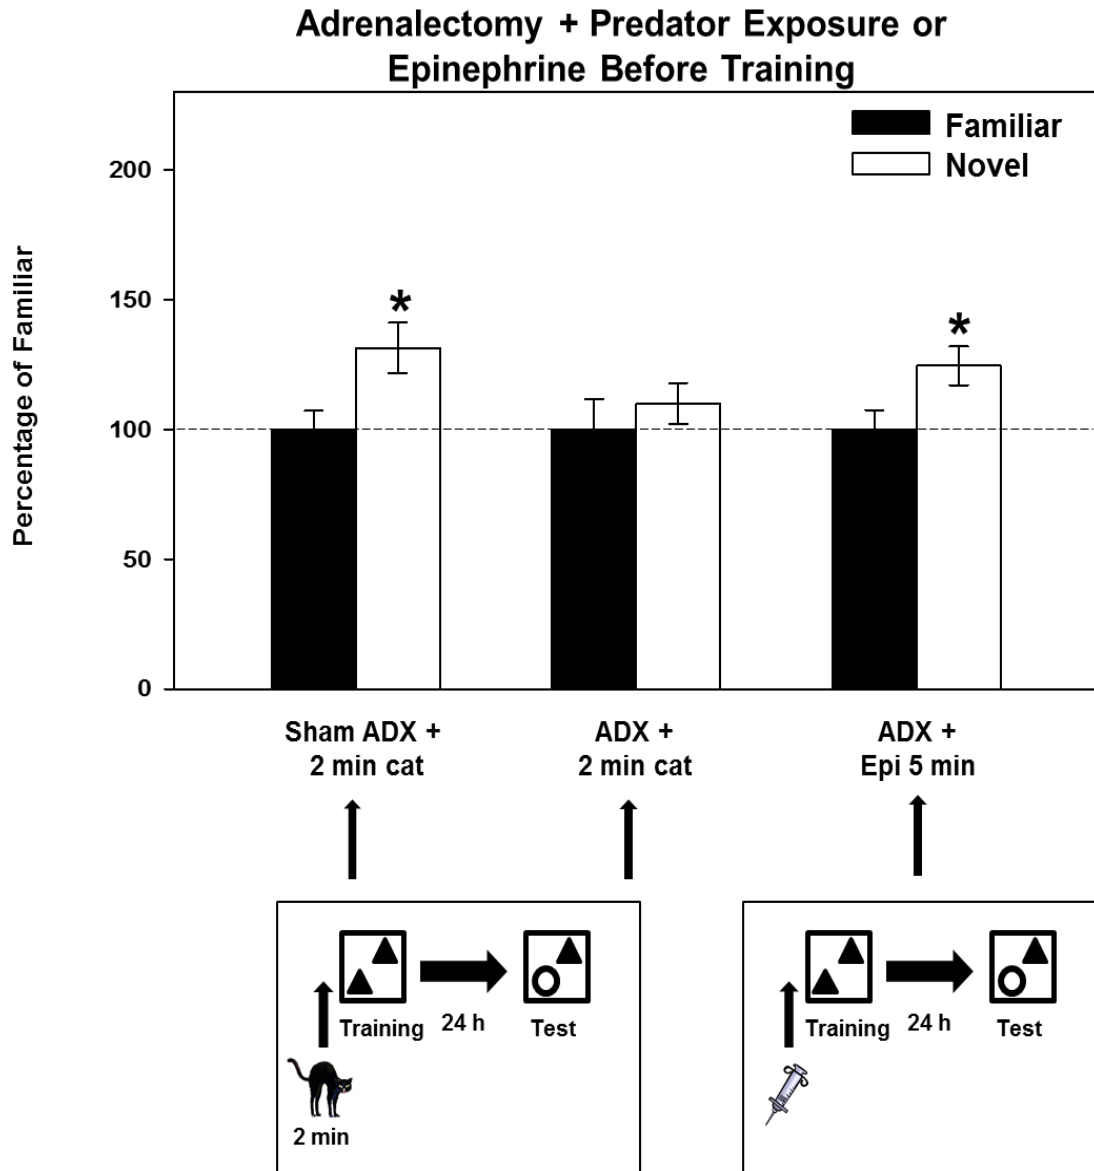 Adrenalectomy + Predator Exposure or
Epinephrine Before Training
Familiar
Novel
Percentage of Familiar
200
150
100
50
0
*
*
Sham ADX +
2 min cat
ADX +
2 min cat
ADX +
Epi 5 min
Training
24 h
Test
2 min
Training
24 h
Test